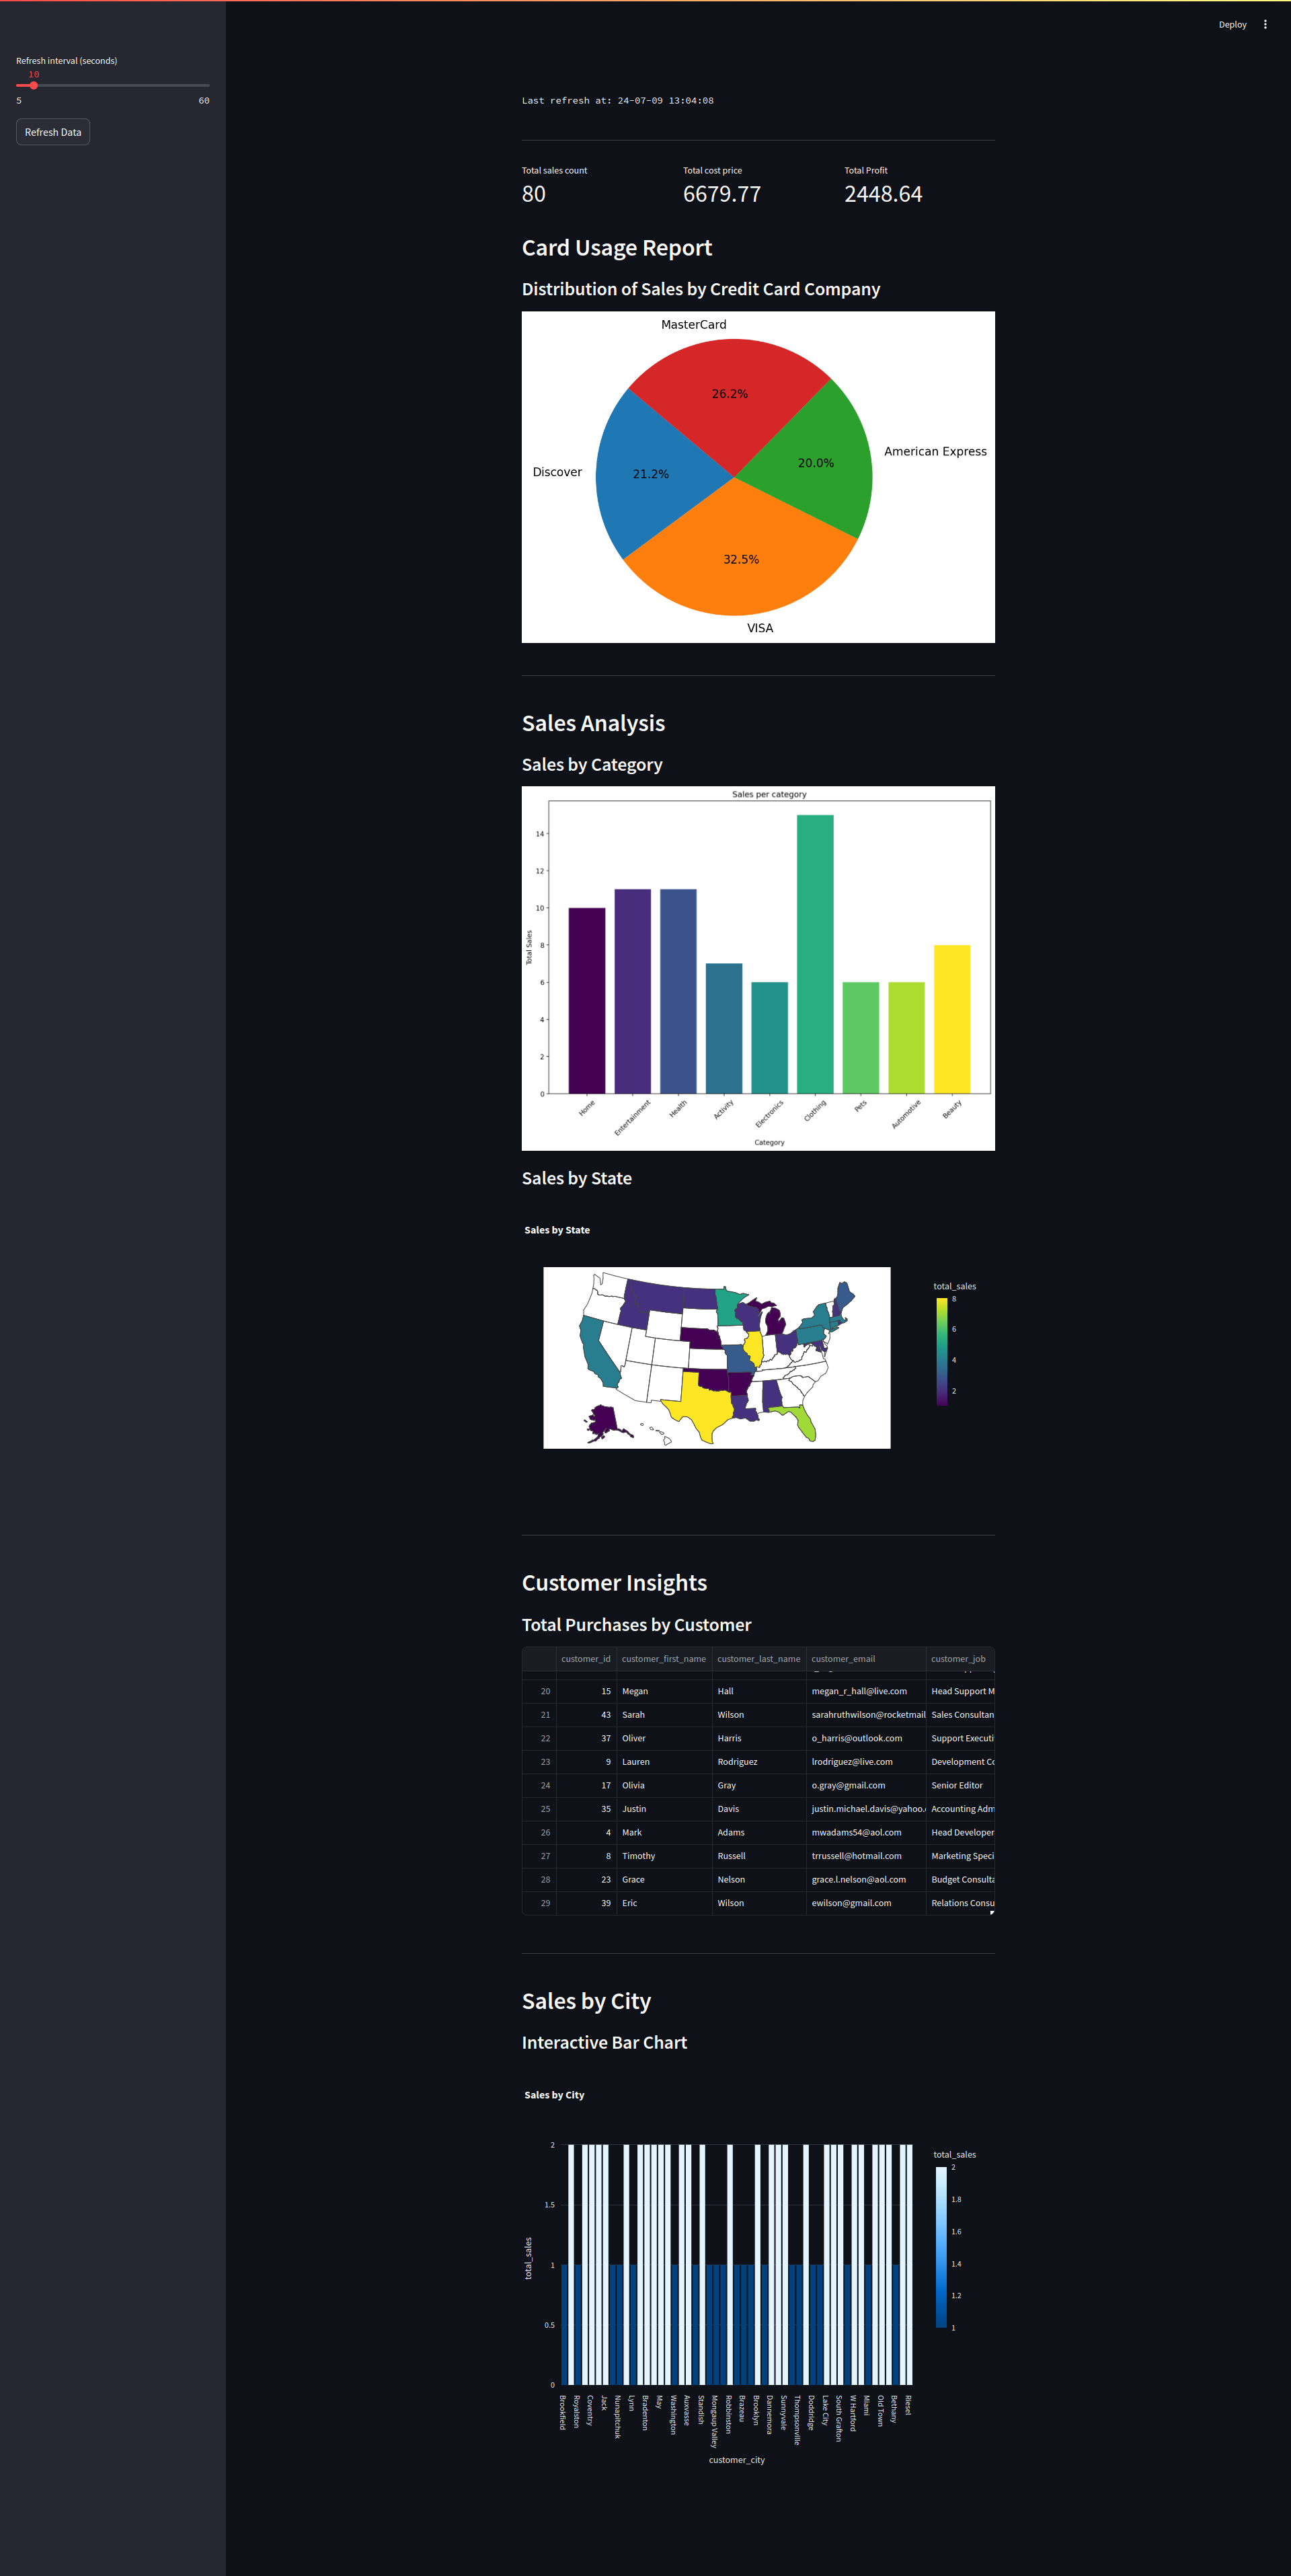 Deploy
Refresh interval (seconds)
10
5 60
Refresh Data
Last refresh at: 24-07-09 13:04:08
Total sales count Total cost price Total Profit
80 6679.77 2448.64
Card Usage Report
Distribution of Sales by Credit Card Company
MasterCard
26.2%
American Express
20.0%
Discover
21.2%
32.5%
VISA
Sales Analysis
Sales by Category
Sales per category
14
12
10
8
6
4
2
0
Total Sales
Home Entertainment Health Activity Electronics Clothing Pets Automotive Beauty
Category
Sales by State
Sales by State
total_sales
8
6
4
2
Customer Insights
Total Purchases by Customer
customer_id customer_first_name customer_last_name customer_email customer_job
20 15 Megan Hall megan_r_hall@live.com Head Support M
21 43 Sarah Wilson sarahruthwilson@rocketmail Sales Consultan
22 37 Oliver Harris o_harris@outlook.com Support Executi
23 9 Lauren Rodriguez lrodriguez@live.com Development Co
24 17 Olivia Gray o.gray@gmail.com Senior Editor
25 35 Justin Davis justin.michael.davis@yahoo. Accounting Adm
26 4 Mark Adams mwadams54@aol.com Head Developer
27 8 Timothy Russell trrussell@hotmail.com Marketing Speci
28 23 Grace Nelson grace.l.nelson@aol.com Budget Consulta
29 39 Eric Wilson ewilson@gmail.com Relations Consu
Sales by City
Interactive Bar Chart
Sales by City
2
1.5
1
0.5
0
total_sales
total_sales
2
1.8
1.6
1.4
1.2
1
Brookfield Royalston Coventry Jack Nunapitchuk Lynn Bradenton May Washington Auxvasse Standish Mongaup Valley Robbinston Brazeau Brooklyn Dannemora Sunnyvale Thompsonville Doddridge Lake City South Grafton W Hartford Miami Old Town Bethany Riesel
customer_city